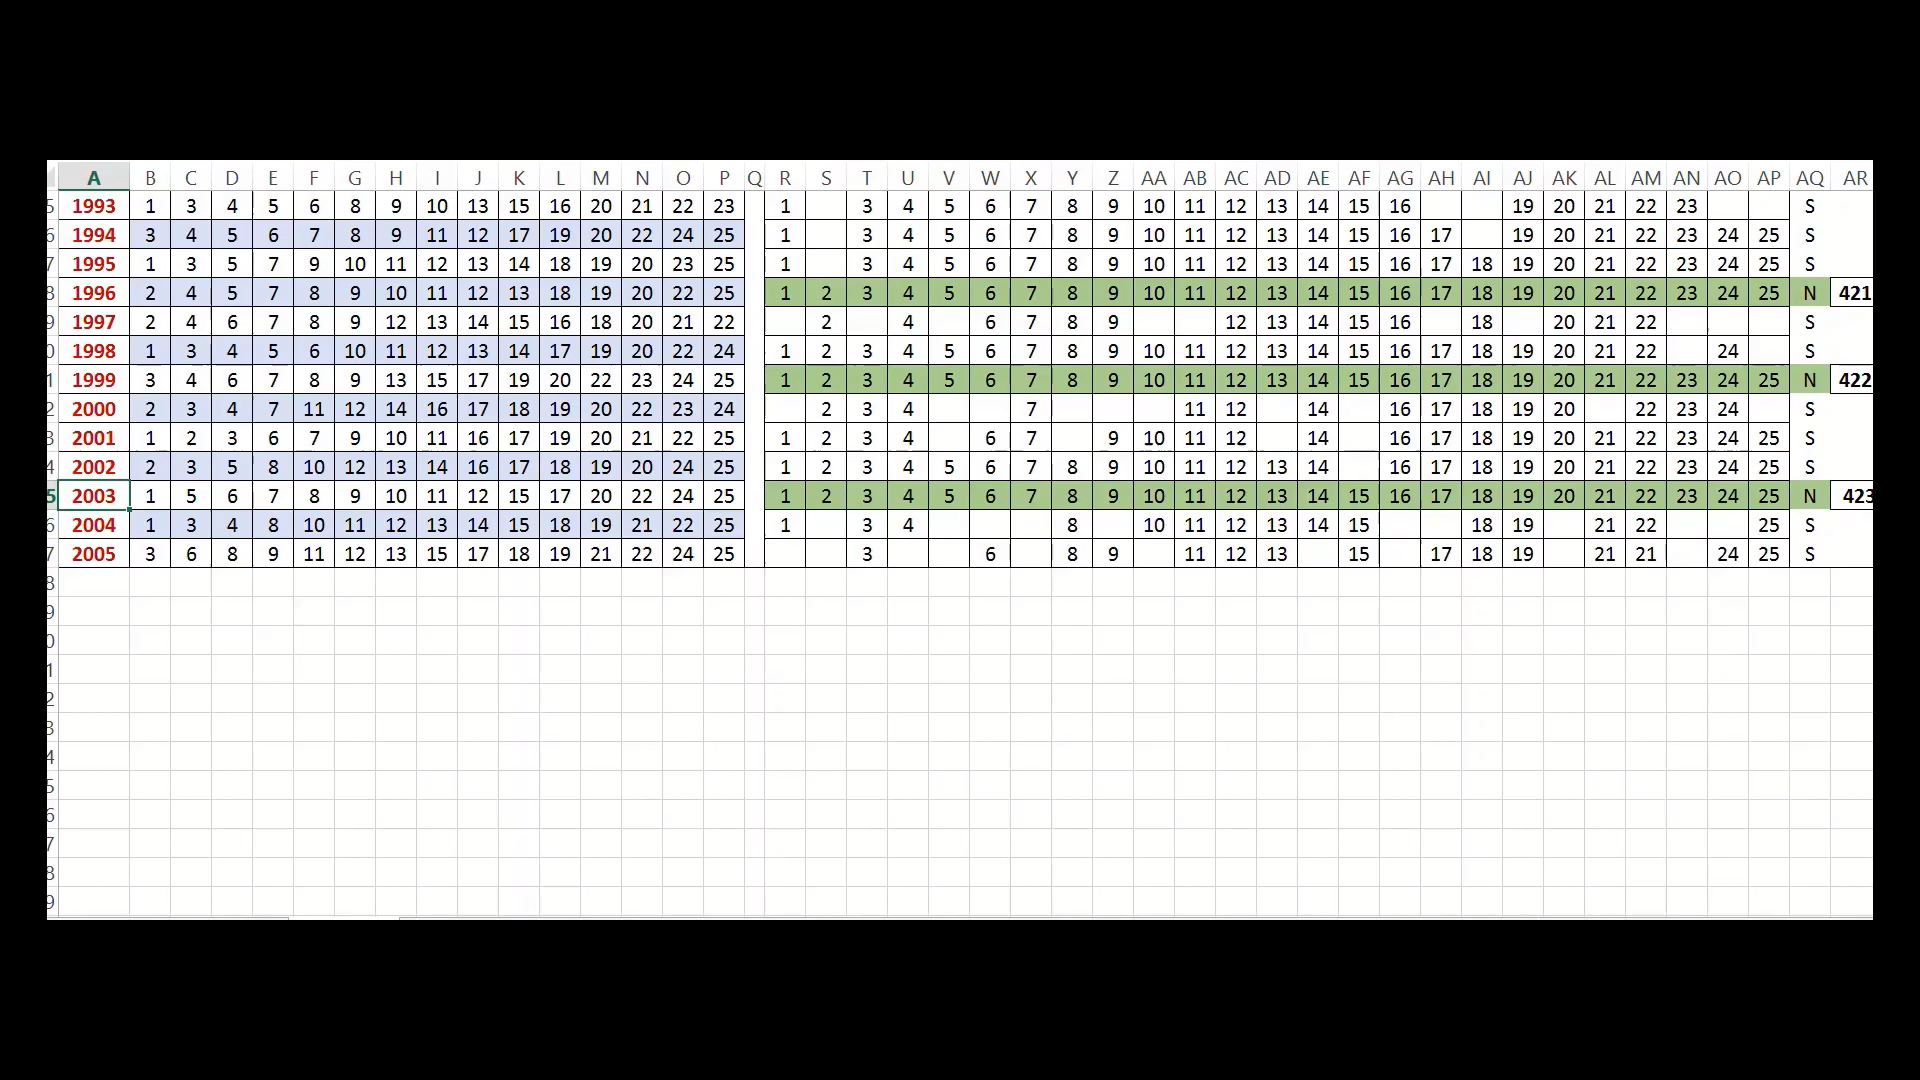 A B C D E F G H I J K L M N O P Q R S T U V W X Y Z AA AB AC AD AE AF AG AH AI AJ AK AL AM AN AO AP AQ AR
5 1993 1 3 4 5 6 8 9 10 13 15 16 20 21 22 23 1 3 4 5 6 7 8 9 10 11 12 13 14 15 16 19 20 21 22 23 S
6 1994 3 4 5 6 7 8 9 11 12 17 19 20 22 24 25 1 3 4 5 6 7 8 9 10 11 12 13 14 15 16 17 19 20 21 22 23 24 25 S
7 1995 1 3 5 7 9 10 11 12 13 14 18 19 20 23 25 1 3 4 5 6 7 8 9 10 11 12 13 14 15 16 17 18 19 20 21 22 23 24 25 S
8 1996 2 4 5 7 8 9 10 11 12 13 18 19 20 22 25 1 2 3 4 5 6 7 8 9 10 11 12 13 14 15 16 17 18 19 20 21 22 23 24 25 N 421
9 1997 2 4 6 7 8 9 12 13 14 15 16 18 20 21 22 2 4 6 7 8 9 12 13 14 15 16 18 20 21 22 S
0 1998 1 3 4 5 6 10 11 12 13 14 17 19 20 22 24 1 2 3 4 5 6 7 8 9 10 11 12 13 14 15 16 17 18 19 20 21 22 24 S
1 1999 3 4 6 7 8 9 13 15 17 19 20 22 23 24 25 1 2 3 4 5 6 7 8 9 10 11 12 13 14 15 16 17 18 19 20 21 22 23 24 25 N 422
2 2000 2 3 4 7 11 12 14 16 17 18 19 20 22 23 24 2 3 4 7 11 12 14 16 17 18 19 20 22 23 24 S
3 2001 1 2 3 6 7 9 10 11 16 17 19 20 21 22 25 1 2 3 4 6 7 9 10 11 12 14 16 17 18 19 20 21 22 23 24 25 S
4 2002 2 3 5 8 10 12 13 14 16 17 18 19 20 24 25 1 2 3 4 5 6 7 8 9 10 11 12 13 14 16 17 18 19 20 21 22 23 24 25 S
5 2003 1 5 6 7 8 9 10 11 12 15 17 20 22 24 25 1 2 3 4 5 6 7 8 9 10 11 12 13 14 15 16 17 18 19 20 21 22 23 24 25 N 423
6 2004 1 3 4 8 10 11 12 13 14 15 18 19 21 22 25 1 3 4 8 10 11 12 13 14 15 18 19 21 22 25 S
7 2005 3 6 8 9 11 12 13 15 17 18 19 21 22 24 25 3 6 8 9 11 12 13 15 17 18 19 21 21 24 25 S
8
9
0
1
2
3
4
5
6
7
8
9